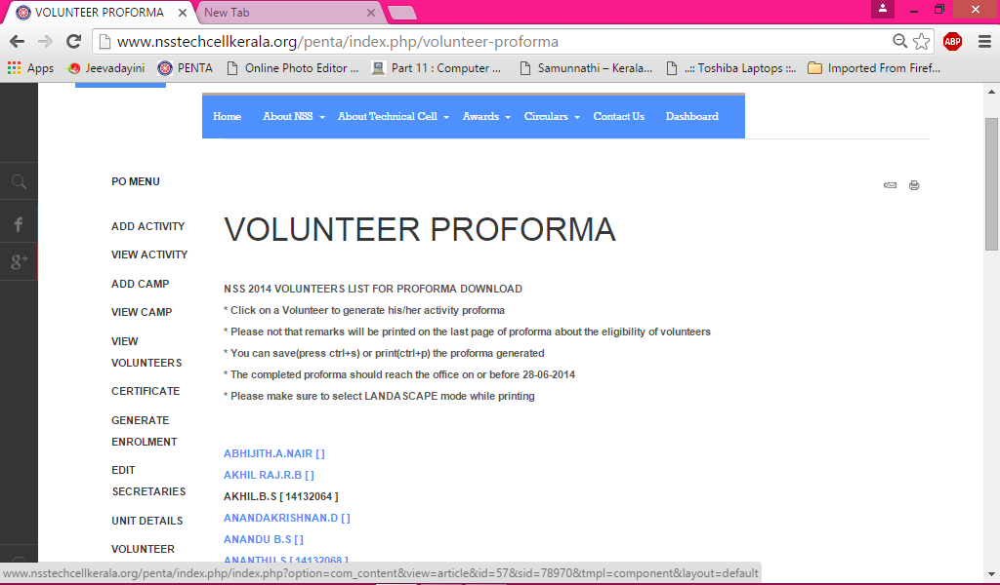 VOLUNTEER PROFORMA
New Tab
www.nsstechcellkerala.org/penta/index.php/volunteer-proforma
ABP
Apps Jeevadayini PENTA Online Photo Editor ... Part 11 : Computer ... Samunnathi – Kerala... ..:: Toshiba Laptops ::.. Imported From Firef...
Home About NSS About Technical Cell Awards Circulars Contact Us Dashboard
f
g+
PO MENU
ADD ACTIVITY
VIEW ACTIVITY
ADD CAMP
VIEW CAMP
VIEW
VOLUNTEERS
CERTIFICATE
GENERATE
ENROLMENT
EDIT
SECRETARIES
UNIT DETAILS
VOLUNTEER
VOLUNTEER PROFORMA
NSS 2014 VOLUNTEERS LIST FOR PROFORMA DOWNLOAD
* Click on a Volunteer to generate his/her activity proforma
* Please not that remarks will be printed on the last page of proforma about the eligibility of volunteers
* You can save(press ctrl+s) or print(ctrl+p) the proforma generated
* The completed proforma should reach the office on or before 28-06-2014
* Please make sure to select LANDASCAPE mode while printing
ABHIJITH.A.NAIR [ ]
AKHIL RAJ.R.B [ ]
AKHIL.B.S [ 14132064 ]
ANANDAKRISHNAN.D [ ]
ANANDU B.S [ ]
ANANTHU.S [ 14132068 ]
www.nsstechcellkerala.org/penta/index.php/index.php?option=com_content&view=article&id=57&sid=78970&tmpl=component&layout=default